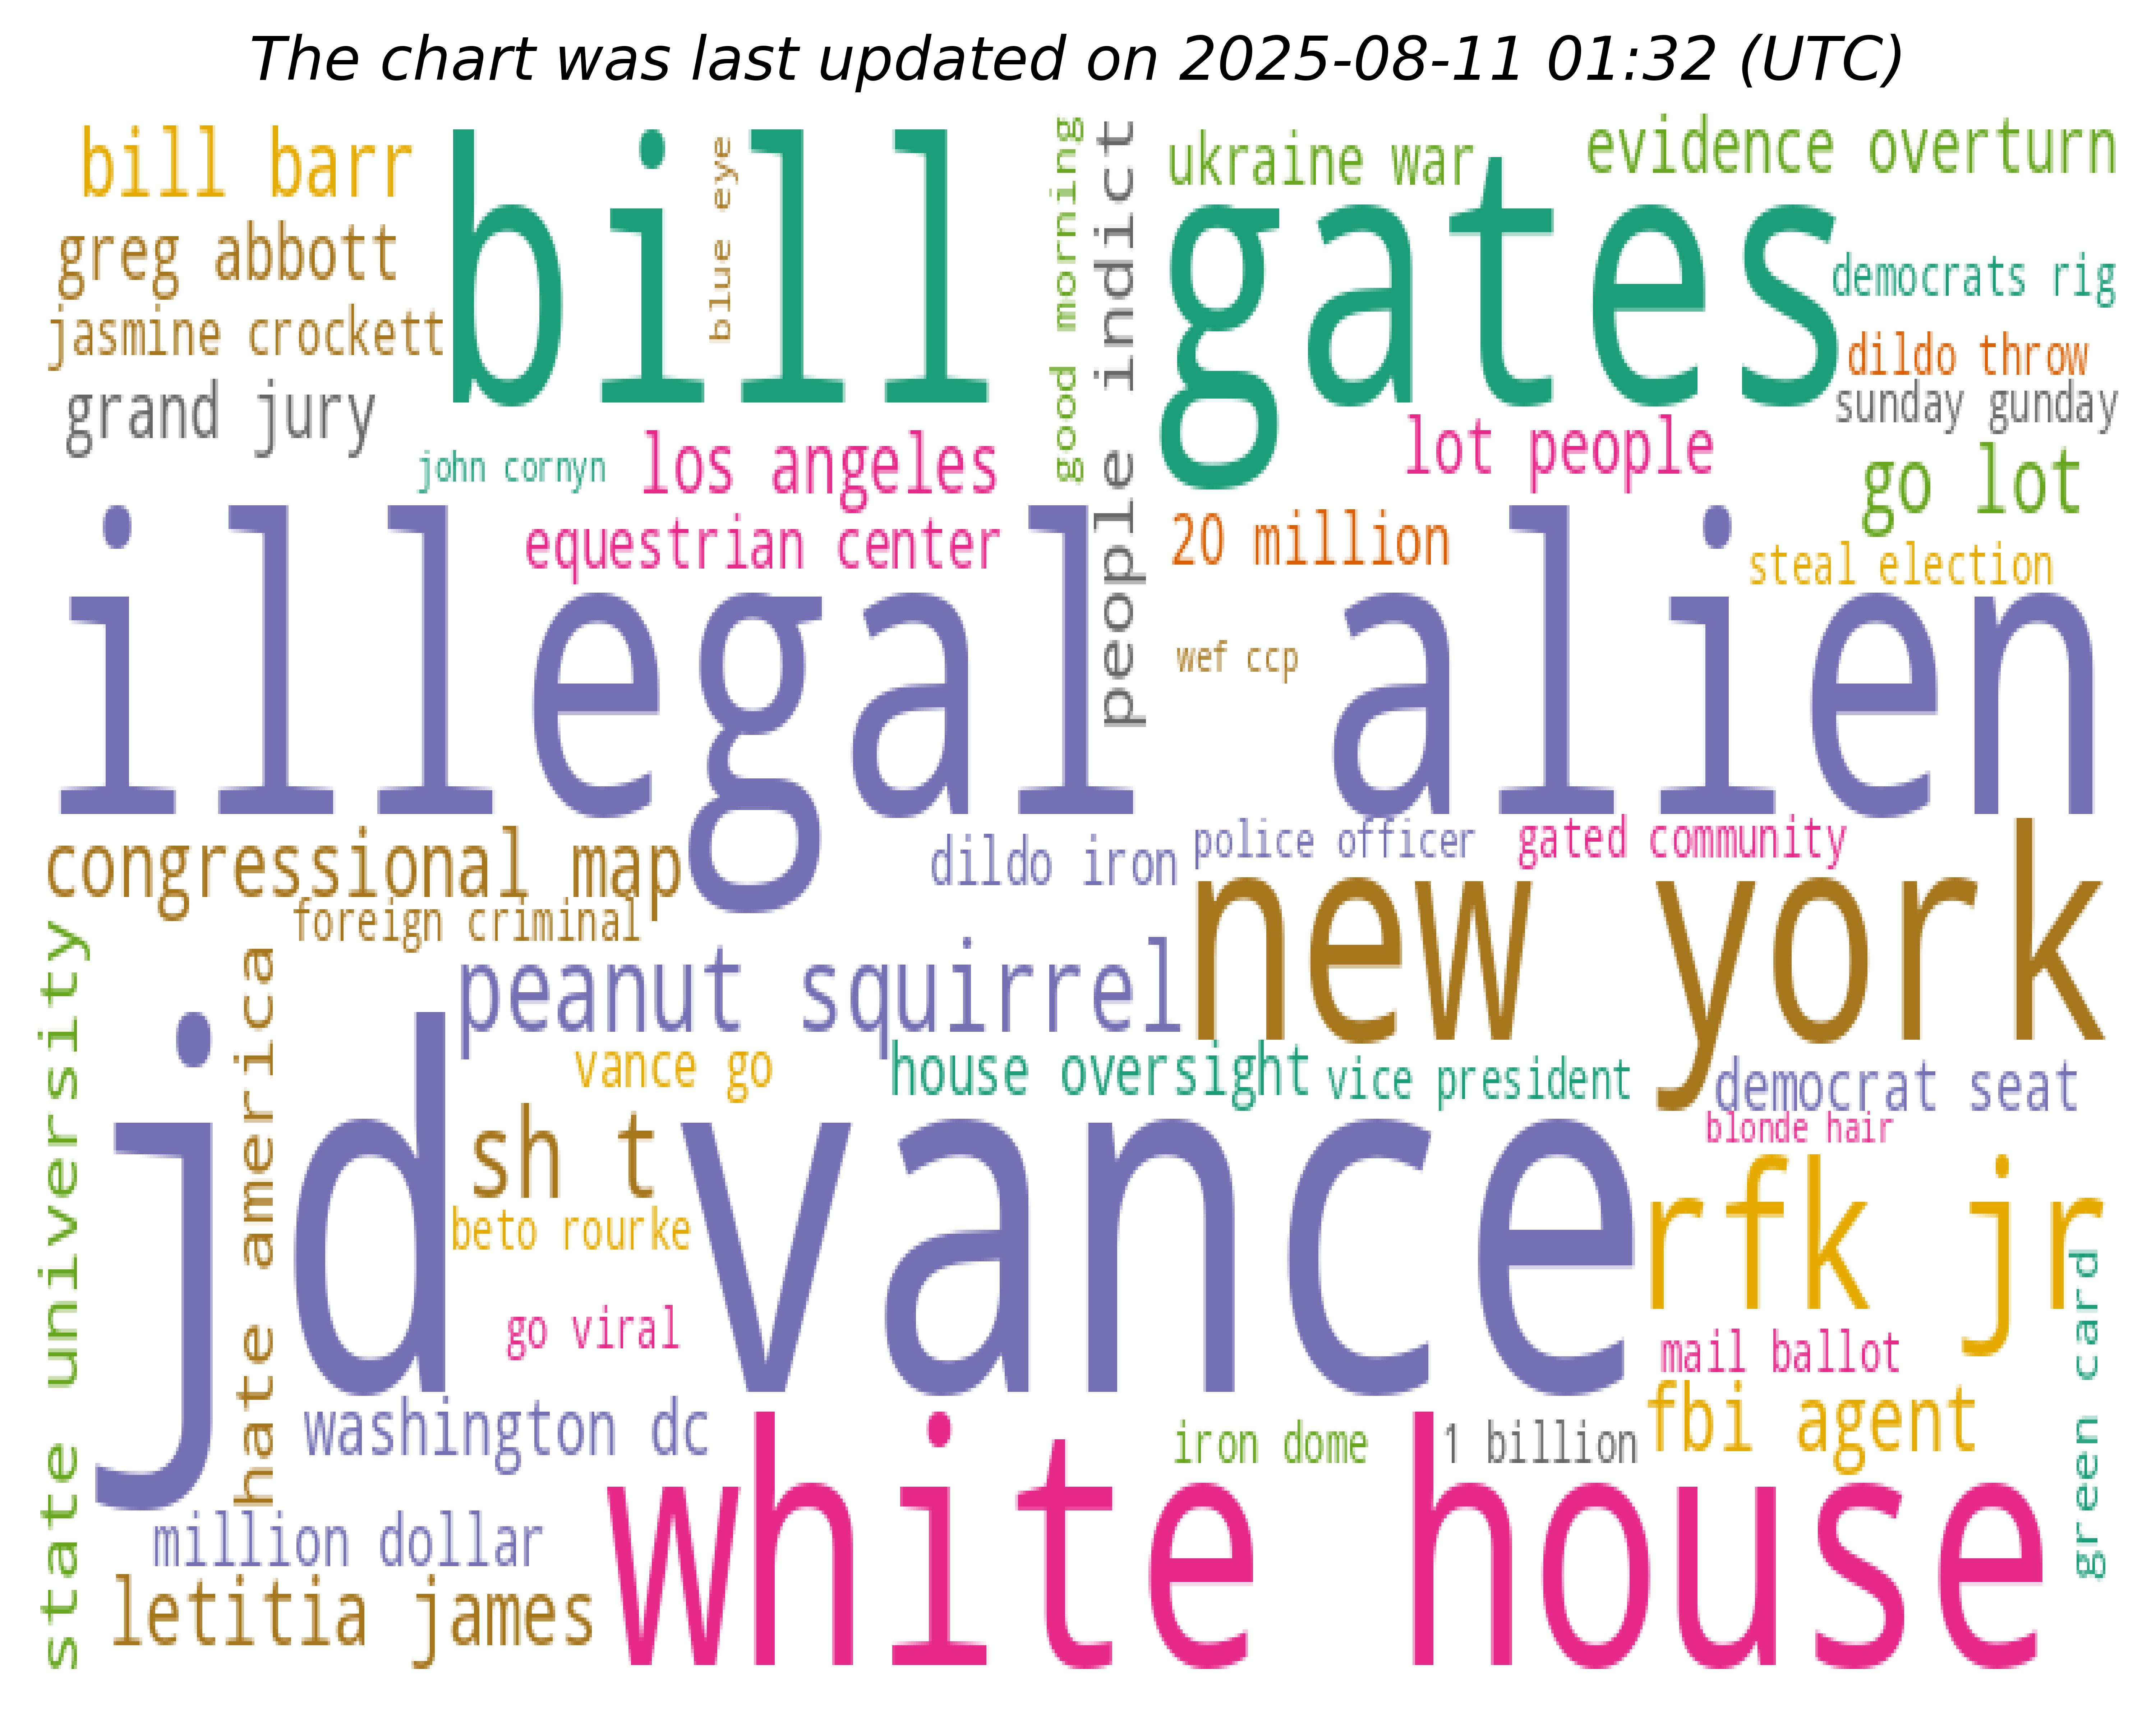 The chart was last updated on 2025-08-11 01:32 (UTC)
bill barr
bill gates
blue eye
good morning
people indict
ukraine war
evidence overturn
greg abbott
democrats rig
jasmine crockett
dildo throw
grand jury
sunday gunday
john cornyn
los angeles
lot people
go lot
equestrian center
20 million
steal election
illegal alien
wef ccp
congressional map
dildo iron
police officer
gated community
foreign criminal
new york
state university
hate america
peanut squirrel
vance go
house oversight
vice president
democrat seat
blonde hair
jd vance
sh t
rfk jr
beto rourke
green card
go viral
mail ballot
washington dc
fbi agent
iron dome
1 billion
white house
million dollar
letitia james